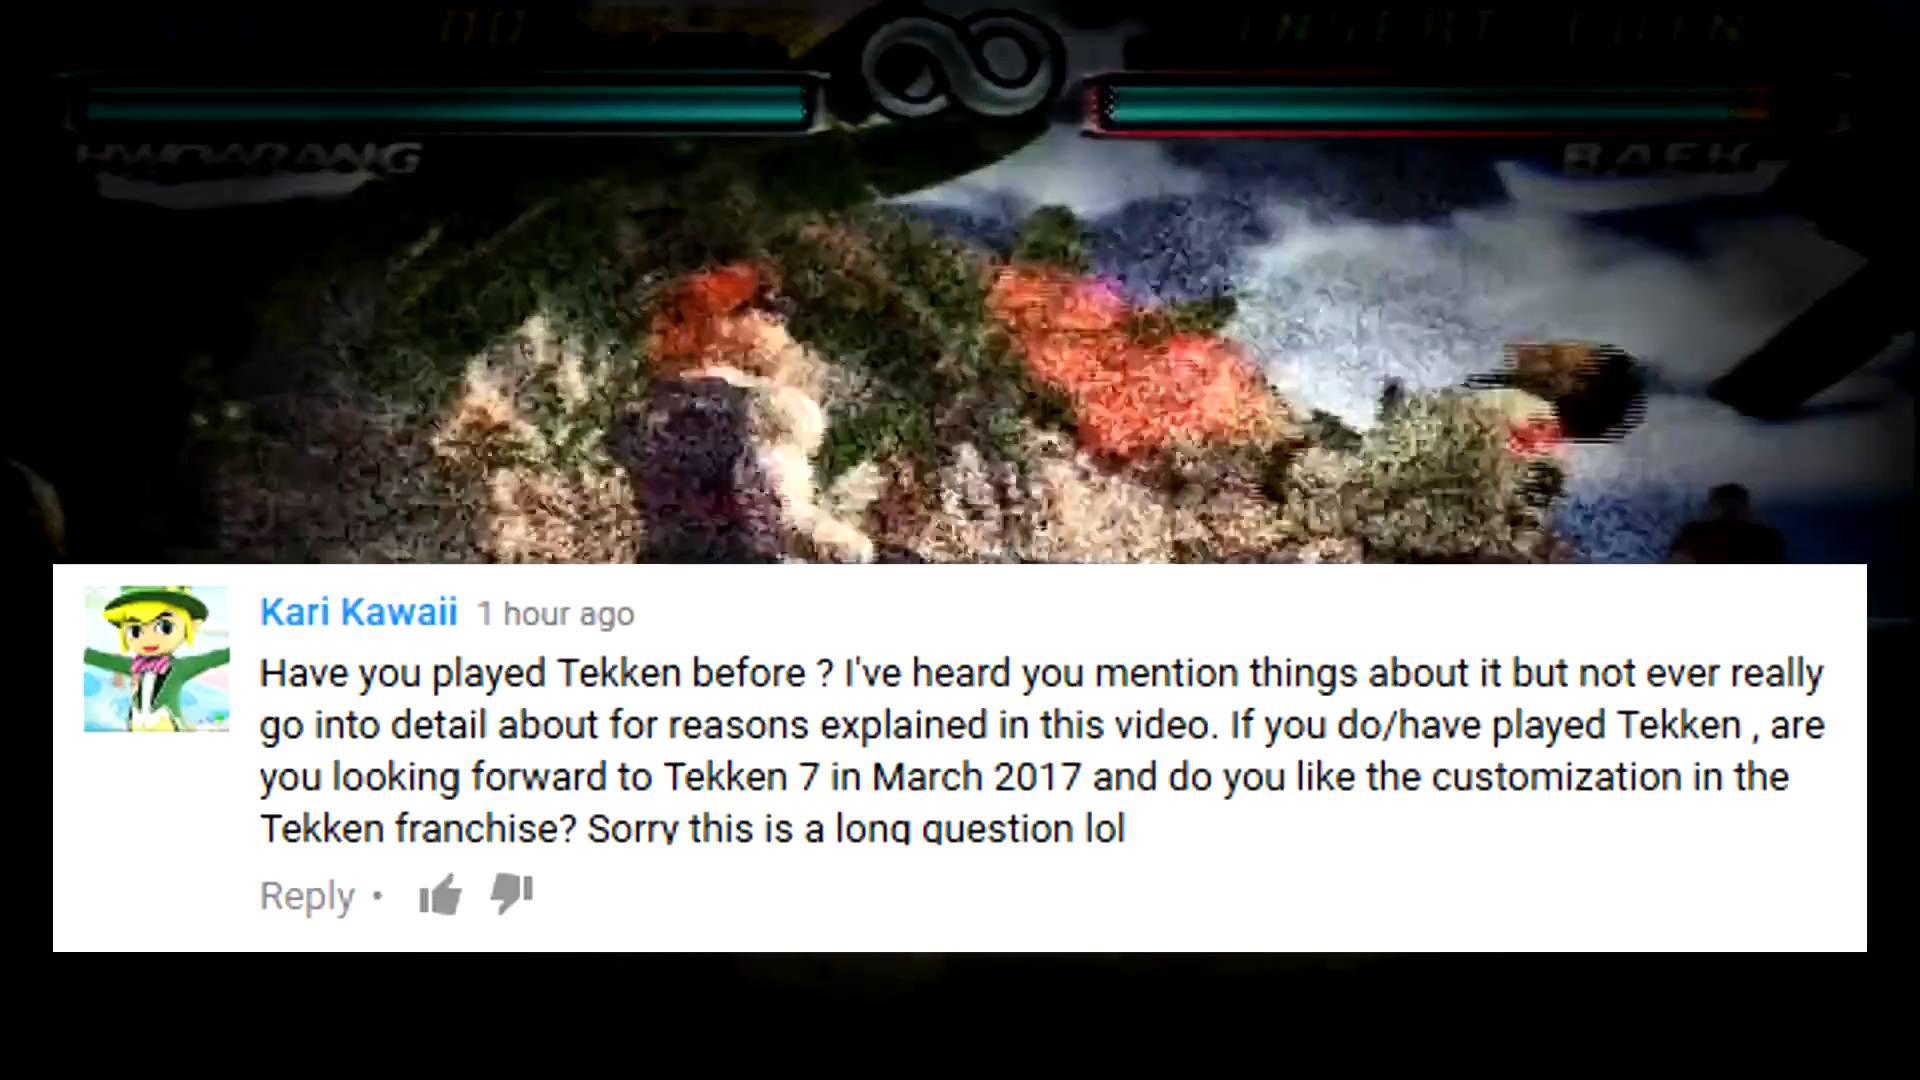 INSERT COIN
HWOARANG
BAEK
Kari Kawaii 1 hour ago
Have you played Tekken before ? I've heard you mention things about it but not ever really
go into detail about for reasons explained in this video. If you do/have played Tekken , are
you looking forward to Tekken 7 in March 2017 and do you like the customization in the
Tekken franchise? Sorry this is a long question lol
Reply •